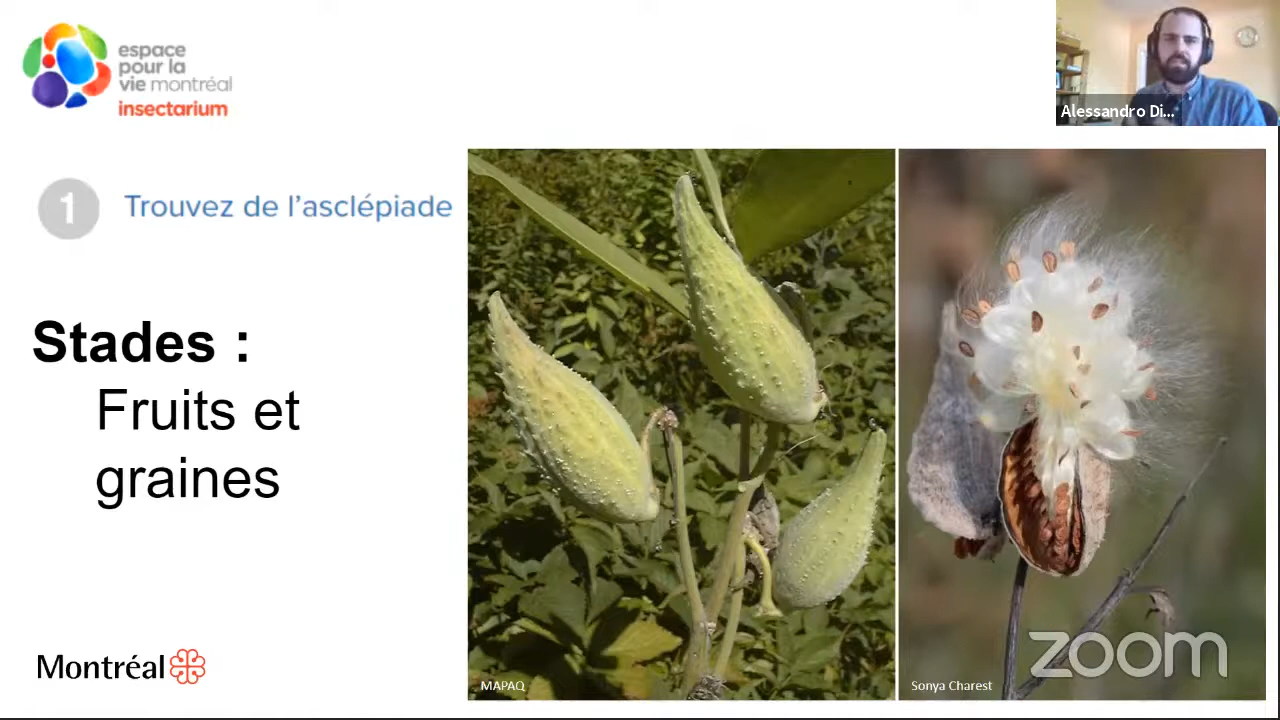 espace
pour la
vie montréal
insectarium
Alessandro Di...
1 Trouvez de l'asclépiade
Stades :
Fruits et
graines
Montréal
MAPAQ
Sonya Charest
zoom